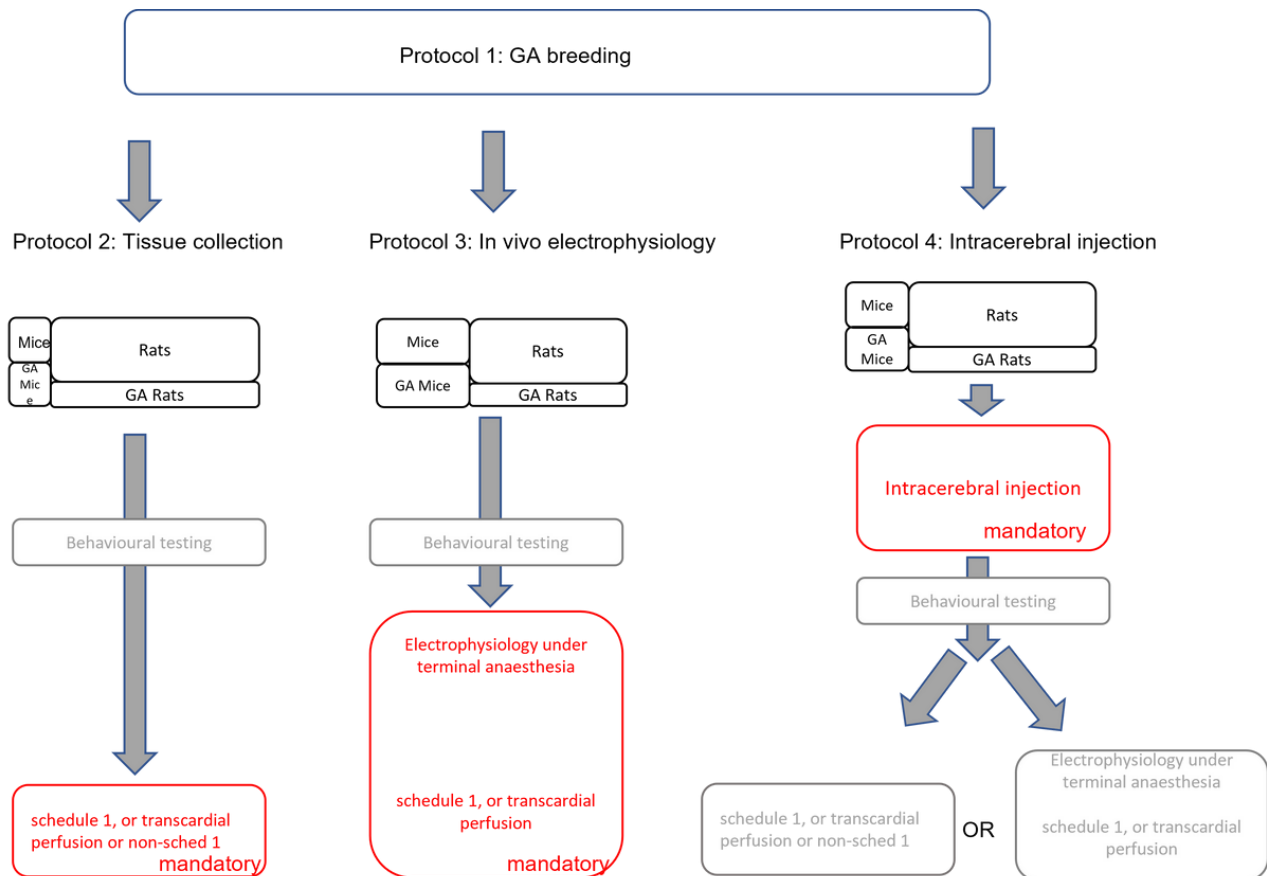 Protocol 1: GA breeding
Protocol 2: Tissue collection
Mice
Rats
GA
Mic
e
GA Rats
Behavioural testing
schedule 1, or transcardial
perfusion or non-sched 1
mandatory
Protocol 3: In vivo electrophysiology
Mice
Rats
GA Mice
GA Rats
Behavioural testing
Electrophysiology under
terminal anaesthesia
schedule 1, or transcardial
perfusion
mandatory
Protocol 4: Intracerebral injection
Mice
Rats
GA
Mice
GA Rats
Intracerebral injection
mandatory
Behavioural testing
schedule 1, or transcardial
perfusion or non-sched 1
OR
Electrophysiology under
terminal anaesthesia
schedule 1, or transcardial
perfusion